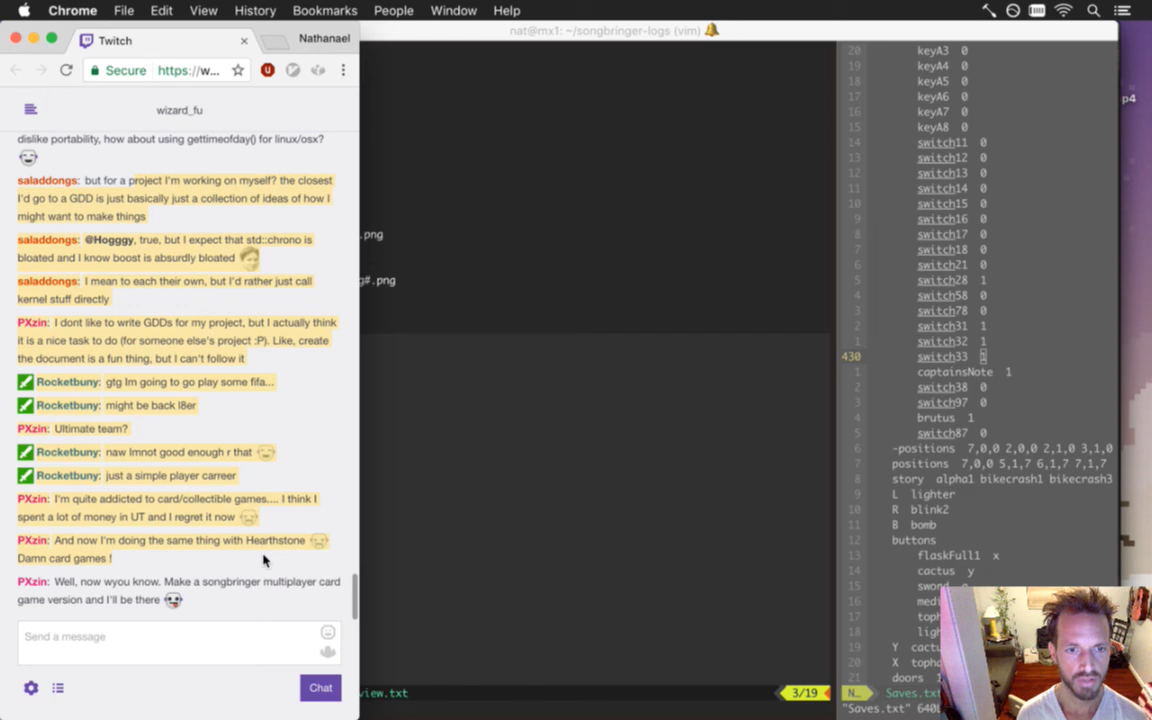 Chrome File Edit View History Bookmarks People Window Help
Twitch
Nathanael
nat@mx1: ~/songbringer-logs (vim)
Secure https://w...
wizard_fu
dislike portability, how about using gettimeofday() for linux/osx?
saladdongs: but for a project I'm working on myself? the closest
I'd go to a GDD is just basically just a collection of ideas of how I
might want to make things
saladdongs: @Hogggy, true, but I expect that std::chrono is
bloated and I know boost is absurdly bloated
saladdongs: I mean to each their own, but I'd rather just call
kernel stuff directly
PXzin: I dont like to write GDDs for my project, but I actually think
it is a nice task to do (for someone else's project :P). Like, create
the document is a fun thing, but I can't follow it
Rocketbuny: gtg Im going to go play some fifa...
Rocketbuny: might be back l8er
PXzin: Ultimate team?
Rocketbuny: naw Imnot good enough r that
Rocketbuny: just a simple player carreer
PXzin: I'm quite addicted to card/collectible games.... I think I
spent a lot of money in UT and I regret it now
PXzin: And now I'm doing the same thing with Hearthstone
Damn card games !
PXzin: Well, now wyou know. Make a songbringer multiplayer card
game version and I'll be there
Send a message
Chat
.png
g#.png
view.txt
3/19
20 keyA3 0
19 keyA4 0
18 keyA5 0
17 keyA6 0
16 keyA7 0
15 keyA8 0
14 switch11 0
13 switch12 0
12 switch13 0
11 switch14 0
10 switch15 0
9 switch16 0
8 switch17 0
7 switch18 0
6 switch21 0
5 switch28 1
4 switch58 0
3 switch78 0
2 switch31 1
1 switch32 1
430 switch33 1
1 captainsNote 1
2 switch38 0
3 switch97 0
4 brutus 1
5 switch87 0
6 -positions 7,0,0 2,0,0 2,1,0 3,1,0
7 positions 7,0,0 5,1,7 6,1,7 7,1,7
8 story alpha1 bikecrash1 bikecrash3
9 L lighter
10 R blink2
11 B bomb
12 buttons
13 flaskFull1 x
14 cactus y
15 sword
16 medi
17 toph
18 ligh
19 Y cactu
20 X topha
21 doors 1
N... Saves.txt
"Saves.txt" 640L
p4